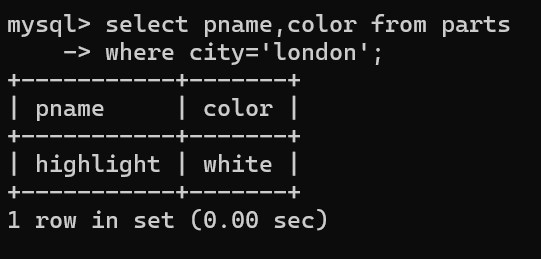 mysql> select pname,color from parts
    -> where city='london';
+-----------+-------+
| pname     | color |
+-----------+-------+
| highlight | white |
+-----------+-------+
1 row in set (0.00 sec)